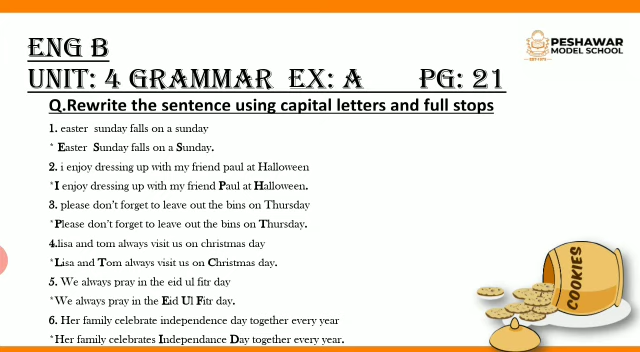 ENG B
PESHAWAR
MODEL SCHOOL
UNIT: 4 GRAMMAR EX: A PG: 21
Q.Rewrite the sentence using capital letters and full stops
1. easter sunday falls on a sunday
* Easter Sunday falls on a Sunday.
2. i enjoy dressing up with my friend paul at Halloween
*I enjoy dressing up with my friend Paul at Halloween.
3. please don't forget to leave out the bins on Thursday
*Please don't forget to leave out the bins on Thursday.
4.lisa and tom always visit us on christmas day
*Lisa and Tom always visit us on Christmas day.
5. We always pray in the eid ul fitr day
*We always pray in the Eid Ul Fitr day.
6. Her family celebrate independence day together every year
*Her family celebrates Independance Day together every year.
COOKIES